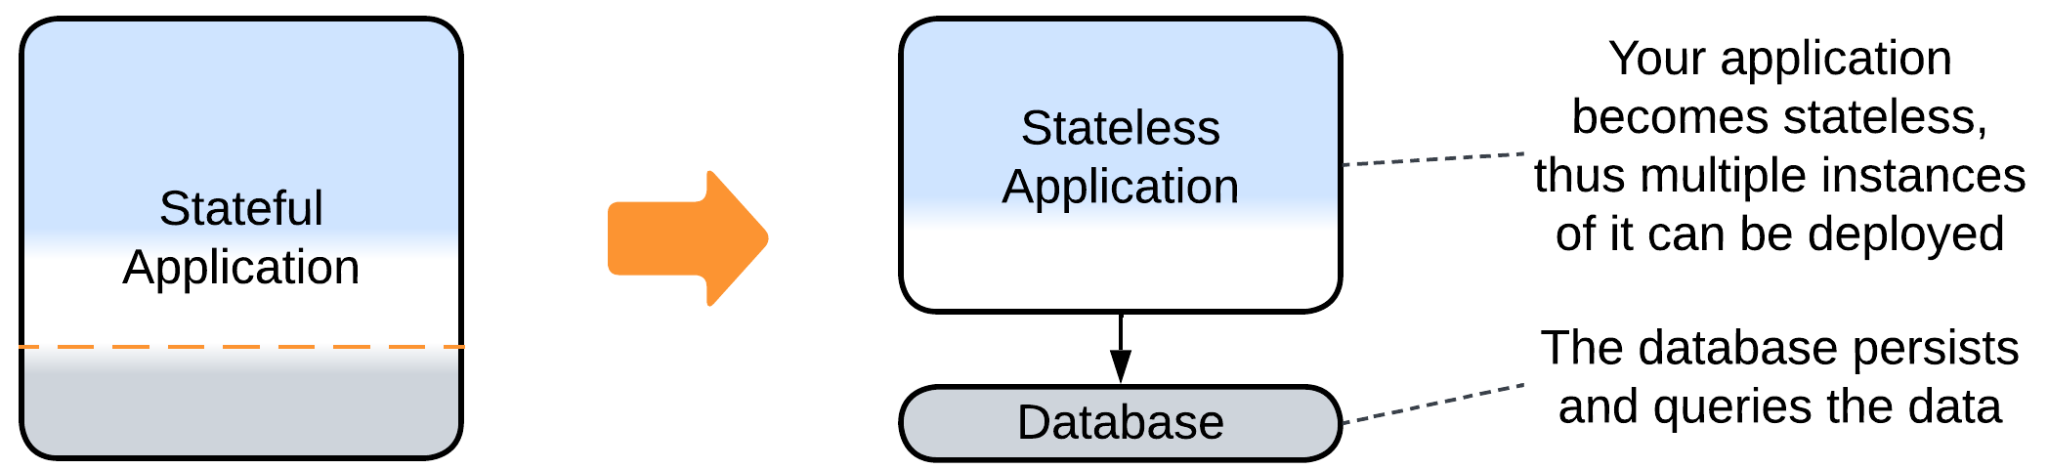 Stateful
Application
Stateless
Application
Database
Your application
becomes stateless,
thus multiple instances
of it can be deployed
The database persists
and queries the data